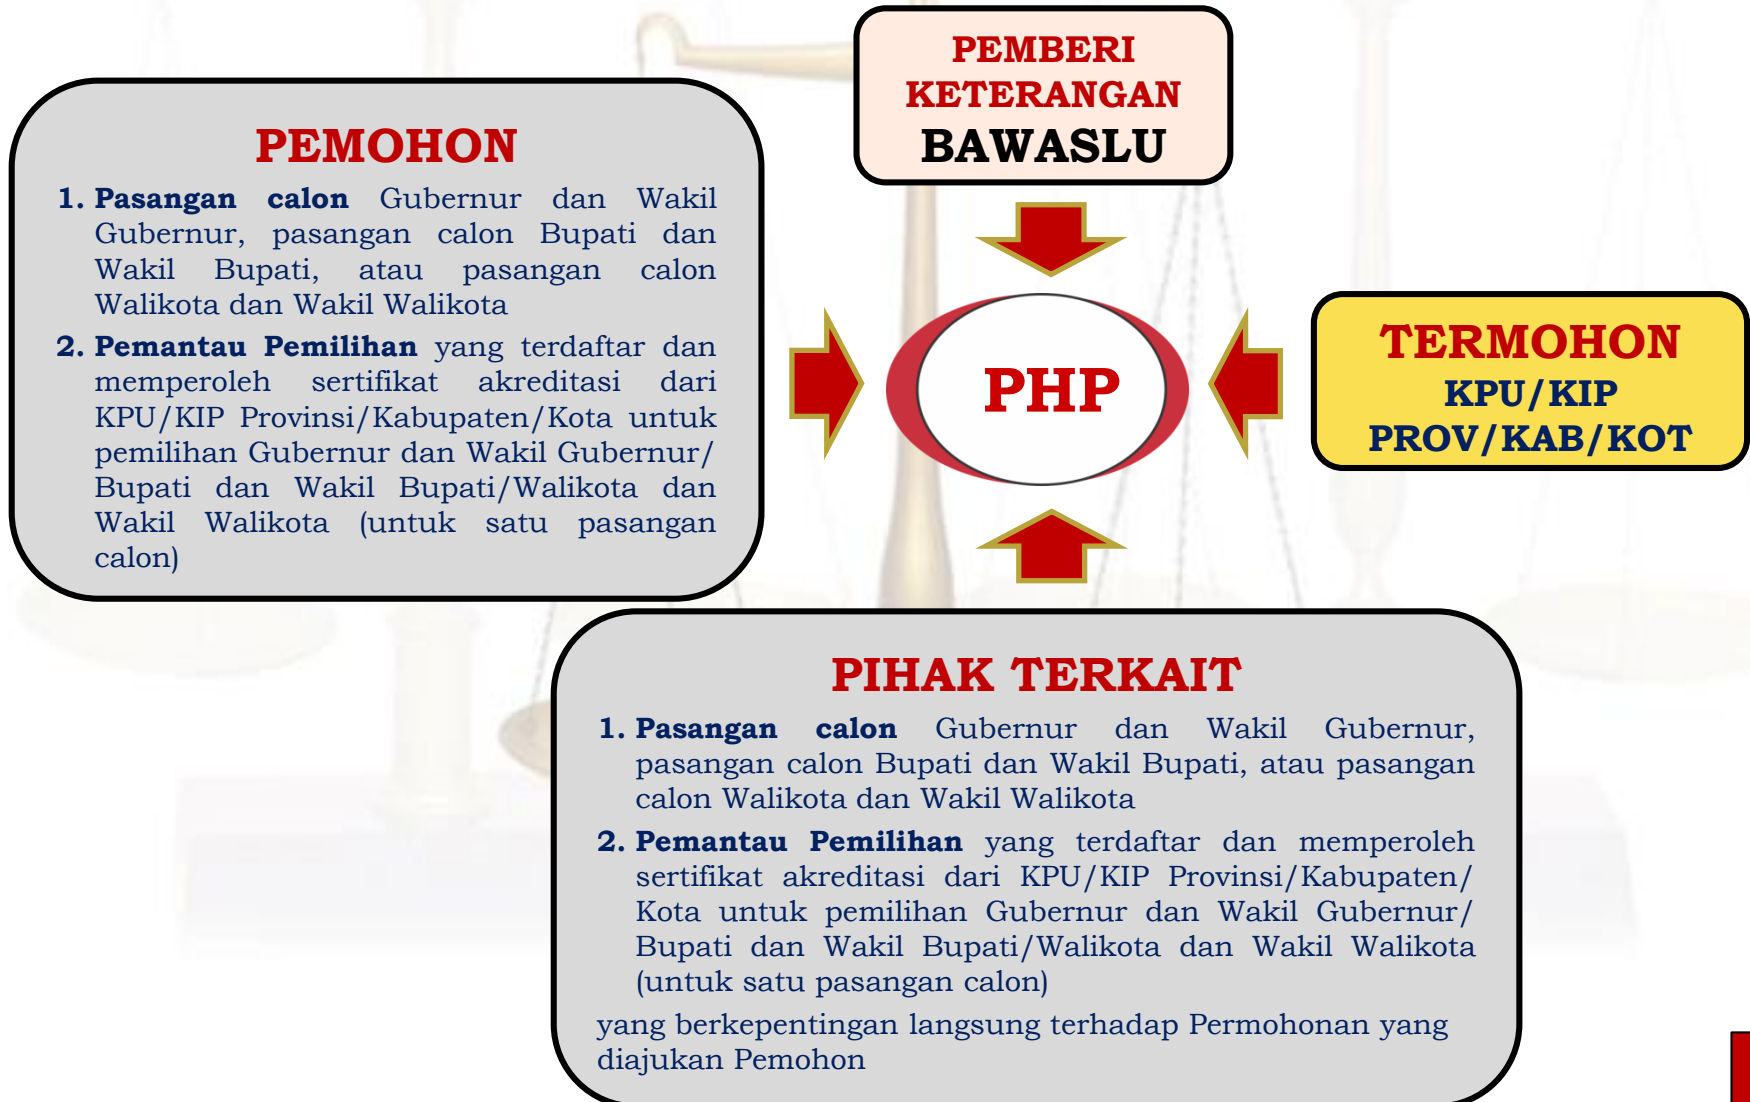 PEMBERI
KETERANGAN
BAWASLU
PEMOHON
1. Pasangan calon Gubernur dan Wakil
Gubernur, pasangan calon Bupati dan
Wakil Bupati, atau pasangan calon
Walikota dan Wakil Walikota
2. Pemantau Pemilihan yang terdaftar dan
memperoleh sertifikat akreditasi dari
KPU/KIP Provinsi/Kabupaten/Kota untuk
pemilihan Gubernur dan Wakil Gubernur/
Bupati dan Wakil Bupati/Walikota dan
Wakil Walikota (untuk satu pasangan
calon)
PHP
TERMOHON
KPU/KIP
PROV/KAB/KOT
PIHAK TERKAIT
1. Pasangan calon Gubernur dan Wakil Gubernur,
pasangan calon Bupati dan Wakil Bupati, atau pasangan
calon Walikota dan Wakil Walikota
2. Pemantau Pemilihan yang terdaftar dan memperoleh
sertifikat akreditasi dari KPU/KIP Provinsi/Kabupaten/
Kota untuk pemilihan Gubernur dan Wakil Gubernur/
Bupati dan Wakil Bupati/Walikota dan Wakil Walikota
(untuk satu pasangan calon)
yang berkepentingan langsung terhadap Permohonan yang
diajukan Pemohon